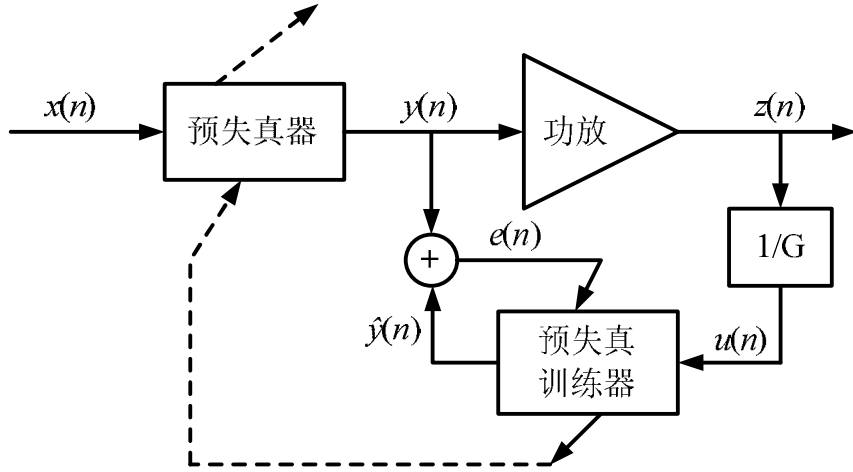 x(n)
预失真器
y(n)
功放
z(n)
1/G
+
e(n)
ŷ(n)
预失真
训练器
u(n)